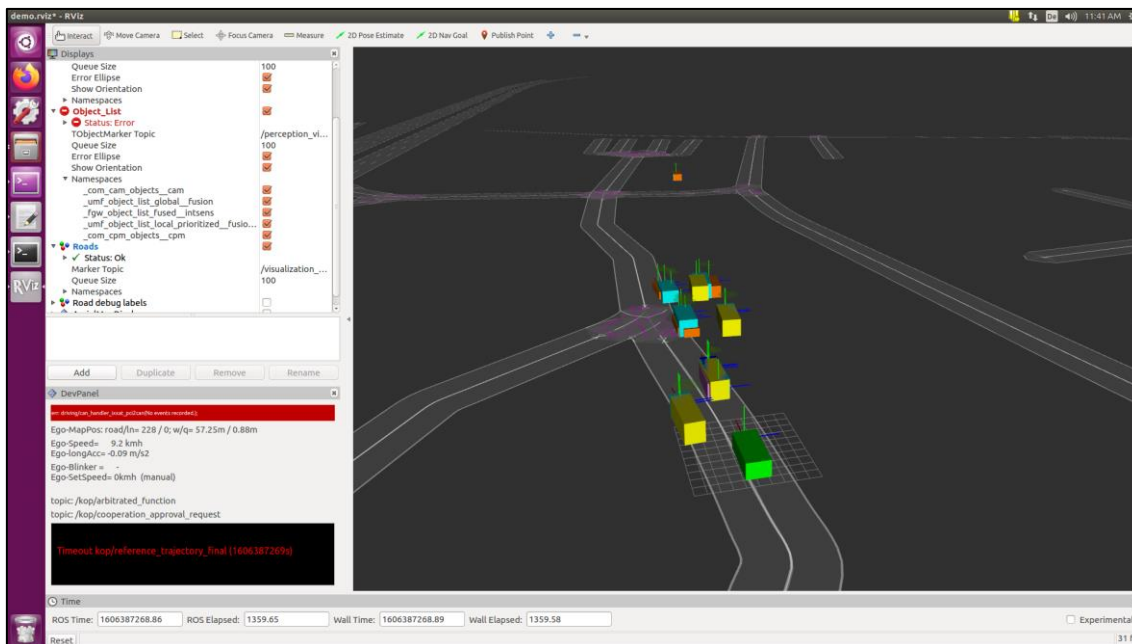 demo.rviz* - RViz
De 11:41 AM
Interact Move Camera Select Focus Camera Measure 2D Pose Estimate 2D Nav Goal Publish Point
Displays
Queue Size 100
Error Ellipse
Show Orientation
Namespaces
Object_List
Status: Error
TObjectMarker Topic /perception_vi...
Queue Size 100
Error Ellipse
Show Orientation
Namespaces
_com_cam_objects__cam
_umf_object_list_global__fusion
_fgw_object_list_fused__intsens
_umf_object_list_local_prioritized__fusio...
_com_cpm_objects__cpm
Roads
Status: Ok
Marker Topic /visualization_...
Queue Size 100
Namespaces
Road debug labels
Add Duplicate Remove Rename
DevPanel
Ego-MapPos: road/ln= 228 / 0; w/q= 57.25m / 0.88m
Ego-Speed= 9.2 kmh
Ego-longAcc= -0.09 m/s2
Ego-Blinker = -
Ego-SetSpeed= 0kmh (manual)
topic: /kop/arbitrated_function
topic: /kop/cooperation_approval_request
Timeout kop/reference_trajectory_final (1606387269s)
Time
ROS Time: 1606387268.86 ROS Elapsed: 1359.65 Wall Time: 1606387268.89 Wall Elapsed: 1359.58 Experimental
Reset
RViz